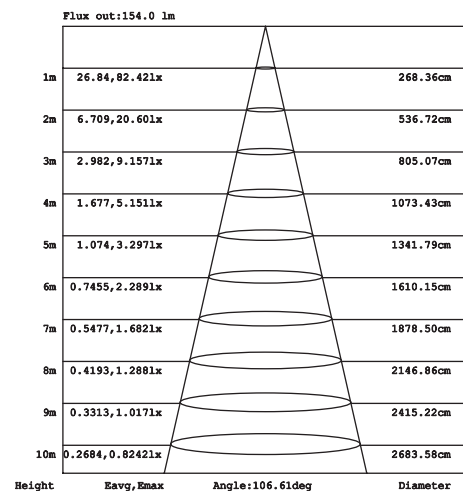 Flux out:154.0 lm
1m 26.84,82.42lx 268.36cm
2m 6.709,20.60lx 536.72cm
3m 2.982,9.157lx 805.07cm
4m 1.677,5.151lx 1073.43cm
5m 1.074,3.297lx 1341.79cm
6m 0.7455,2.289lx 1610.15cm
7m 0.5477,1.682lx 1878.50cm
8m 0.4193,1.288lx 2146.86cm
9m 0.3313,1.017lx 2415.22cm
10m 0.2684,0.8242lx 2683.58cm
Height Eavg,Emax Angle:106.61deg Diameter